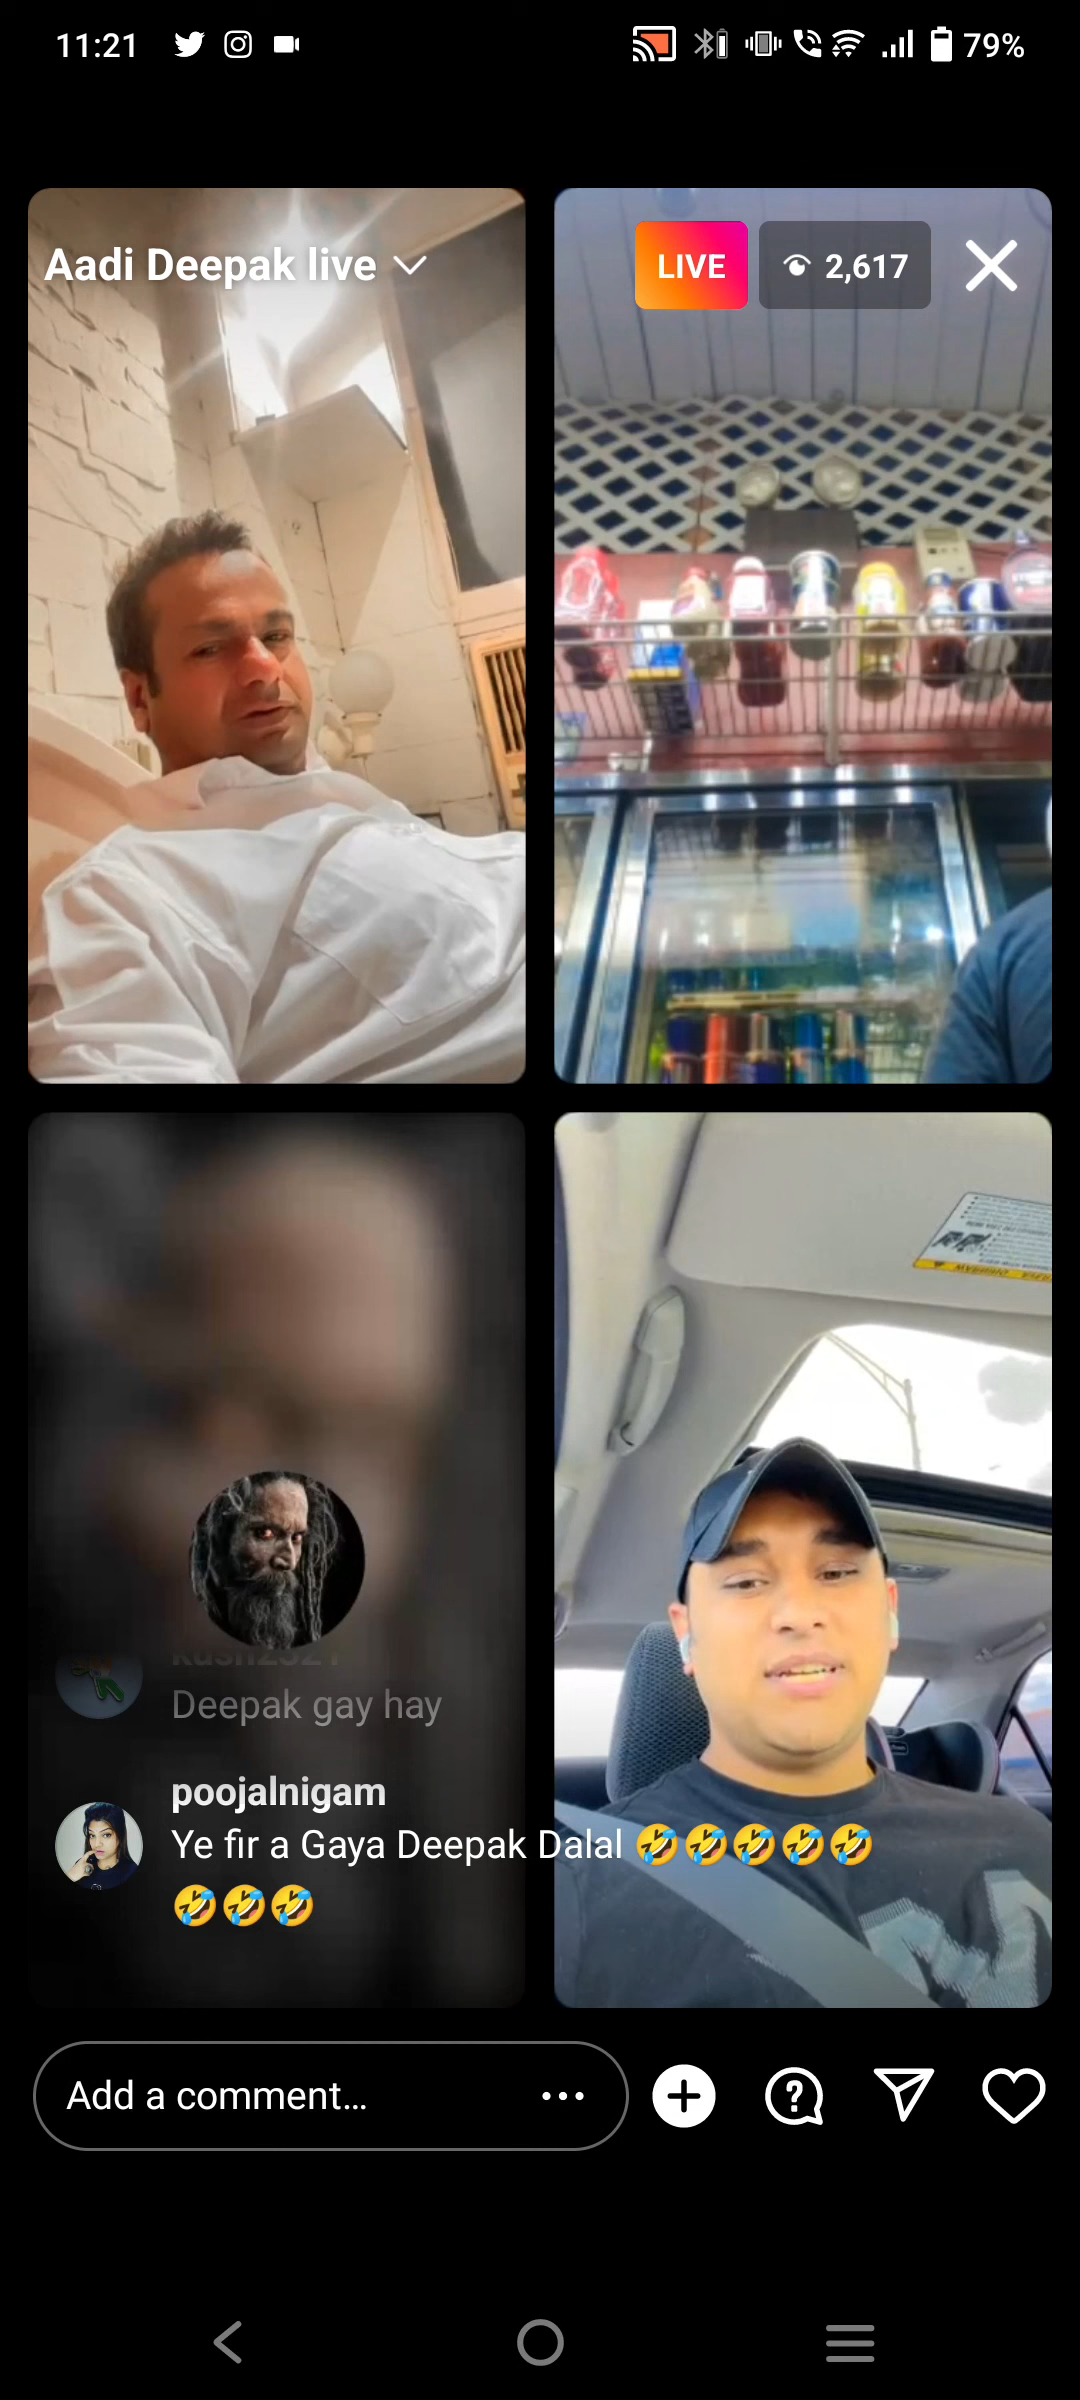 11:21
79%
Aadi Deepak live
LIVE
2,617
kush2321
Deepak gay hay
poojalnigam
Ye fir a Gaya Deepak Dalal 🤣🤣🤣🤣🤣
🤣🤣🤣
Add a comment...